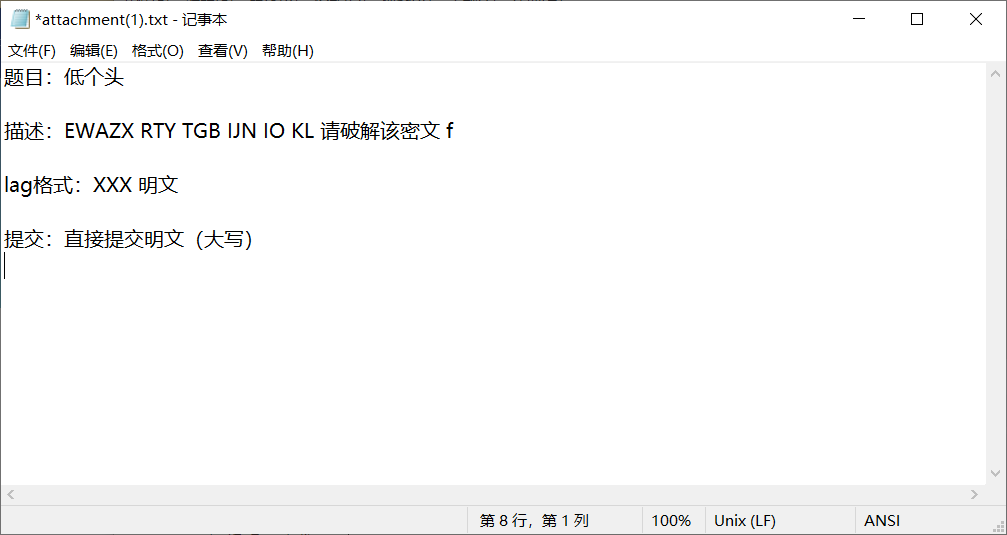 *attachment(1).txt - 记事本
文件(F) 编辑(E) 格式(O) 查看(V) 帮助(H)
题目：低个头
描述：EWAZX RTY TGB IJN IO KL 请破解该密文 f
lag格式：XXX 明文
提交：直接提交明文（大写）
第 8 行，第 1 列 100% Unix (LF) ANSI